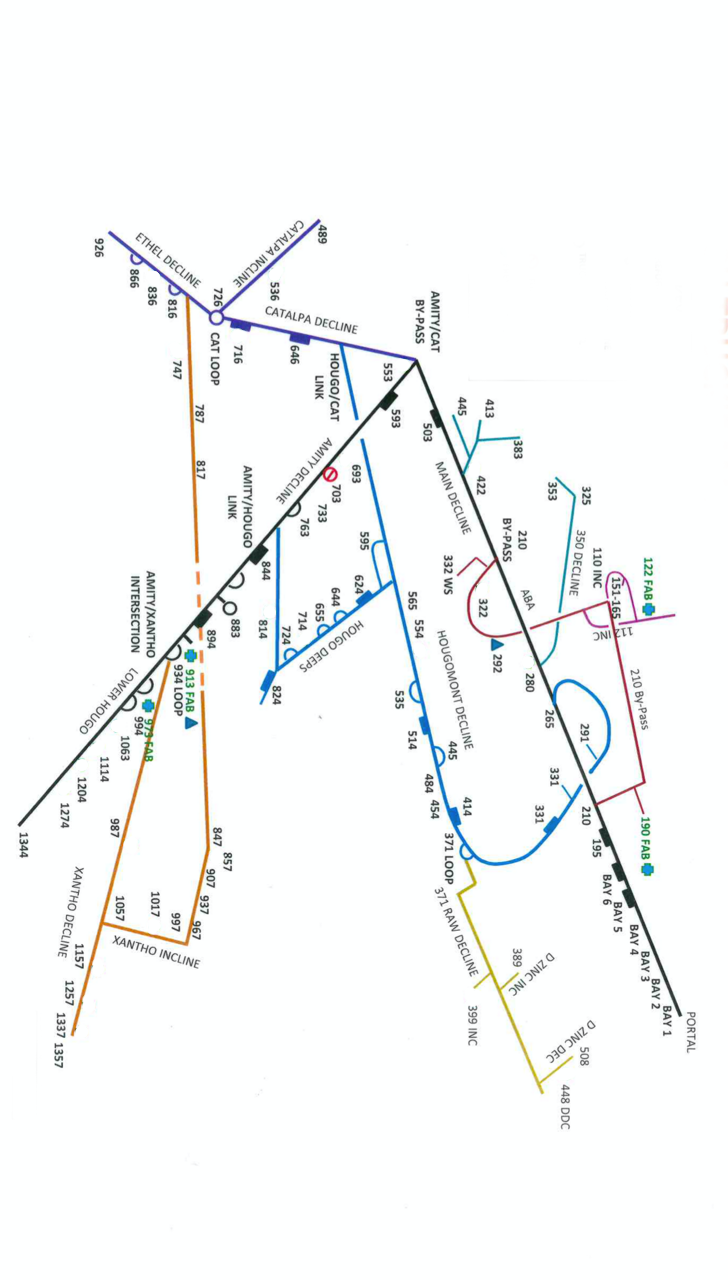 PORTAL
BAY 1
BAY 2
BAY 3
BAY 4
BAY 5
BAY 6
195
210
190 FAB
210 By-Pass
122 FAB
151-165
110 INC
112 INC
350 DECLINE
325
353
265
280
291
331
331
ABA
292
322
332 WS
210
BY-PASS
422
383
413
445
MAIN DECLINE
503
AMITY/CAT
BY-PASS
553
593
HOUGO/CAT
LINK
CATALPA DECLINE
646
716
726
CAT LOOP
536
CATALPA INCLINE
489
ETHEL DECLINE
816
836
866
926
747
787
817
693
AMITY DECLINE
703
733
763
AMITY/HOUGO
LINK
844
883
894
814
595
624
644
655
714
724
HOUGO DEEPS
824
565
554
HOUGOMONT DECLINE
535
514
445
484
454
414
371 LOOP
371 RAW DECLINE
389
D ZINC INC
399 INC
D ZINC DEC
508
448 DDC
AMITY/XANTHO
INTERSECTION
913 FAB
934 LOOP
973 FAB
994
LOWER HOUGO
1063
1114
1204
1274
1344
847
857
907
937
967
997
1017
1057
987
XANTHO INCLINE
XANTHO DECLINE
1157
1257
1337
1357